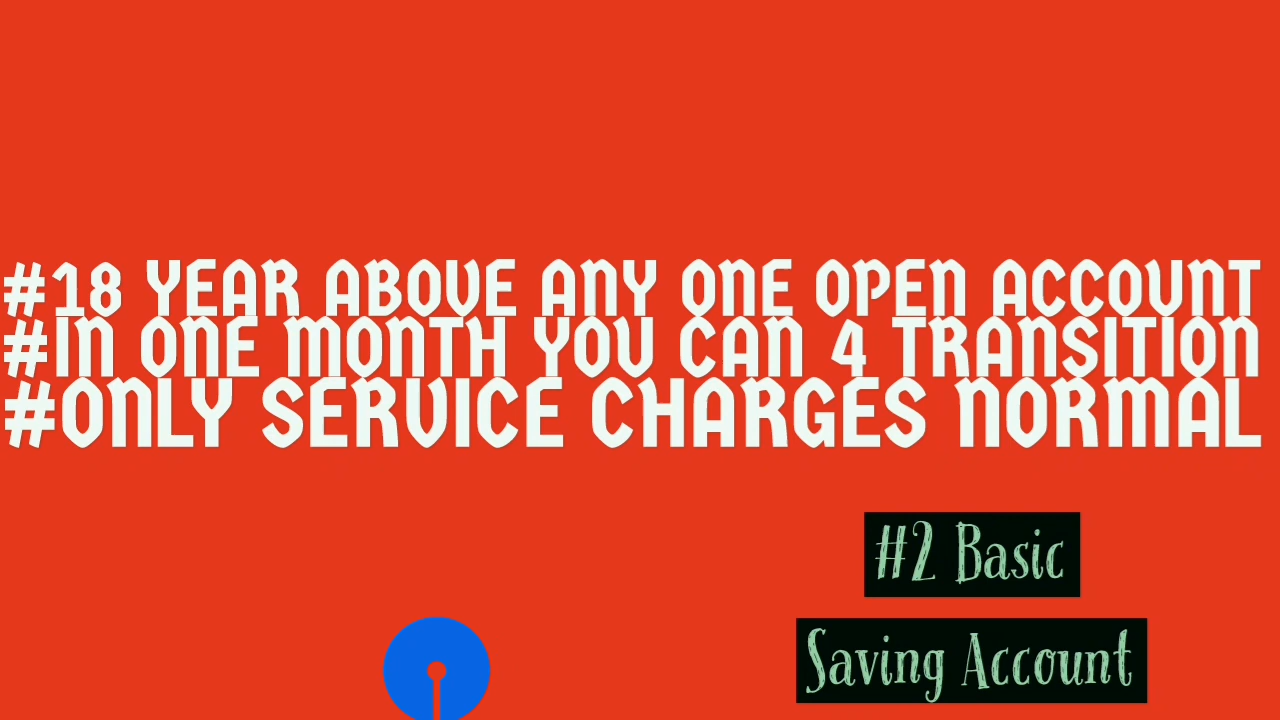 #18 YEAR ABOVE ANY ONE OPEN ACCOUNT
#IN ONE MONTH YOU CAN 4 TRANSITION
#ONLY SERVICE CHARGES NORMAL
#2 Basic
Saving Account